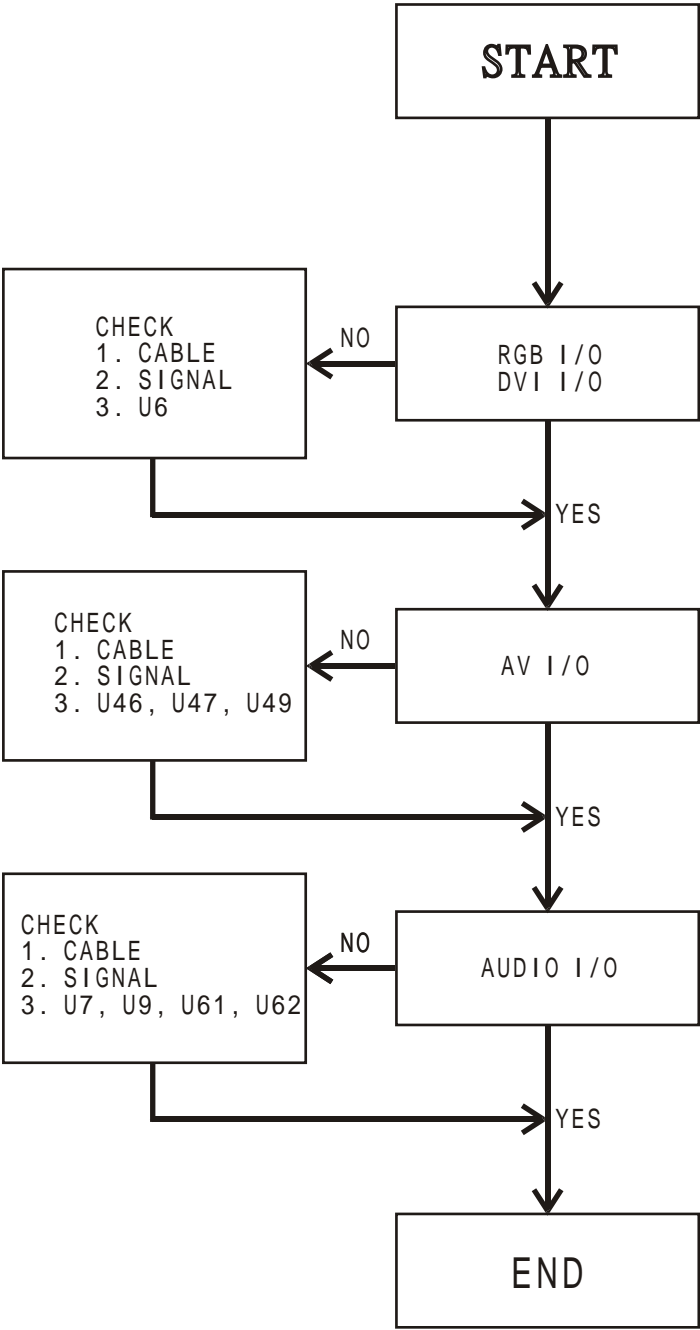 START
RGB I/O
DVI I/O
NO
CHECK
1. CABLE
2. SIGNAL
3. U6
YES
AV I/O
NO
CHECK
1. CABLE
2. SIGNAL
3. U46, U47, U49
YES
AUDIO I/O
NO
CHECK
1. CABLE
2. SIGNAL
3. U7, U9, U61, U62
YES
END